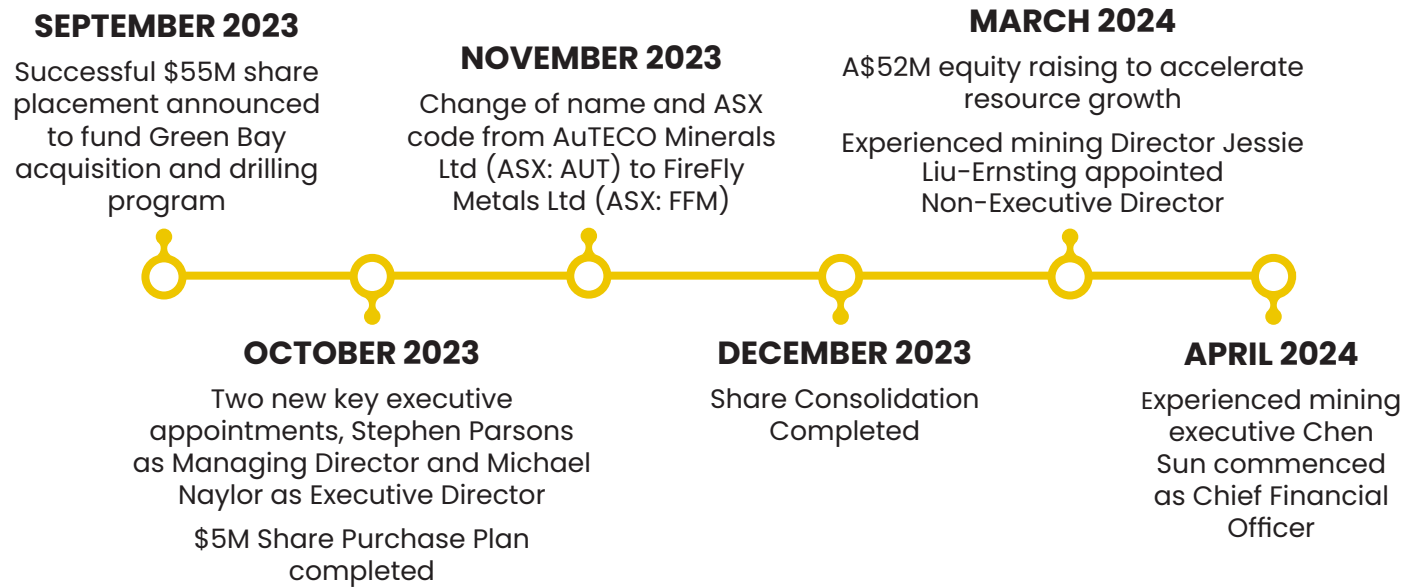 SEPTEMBER 2023
Successful $55M share
placement announced
to fund Green Bay
acquisition and drilling
program
OCTOBER 2023
Two new key executive
appointments, Stephen Parsons
as Managing Director and Michael
Naylor as Executive Director
$5M Share Purchase Plan
completed
NOVEMBER 2023
Change of name and ASX
code from AuTECO Minerals
Ltd (ASX: AUT) to FireFly
Metals Ltd (ASX: FFM)
DECEMBER 2023
Share Consolidation
Completed
MARCH 2024
A$52M equity raising to accelerate
resource growth
Experienced mining Director Jessie
Liu-Ernsting appointed
Non-Executive Director
APRIL 2024
Experienced mining
executive Chen
Sun commenced
as Chief Financial
Officer